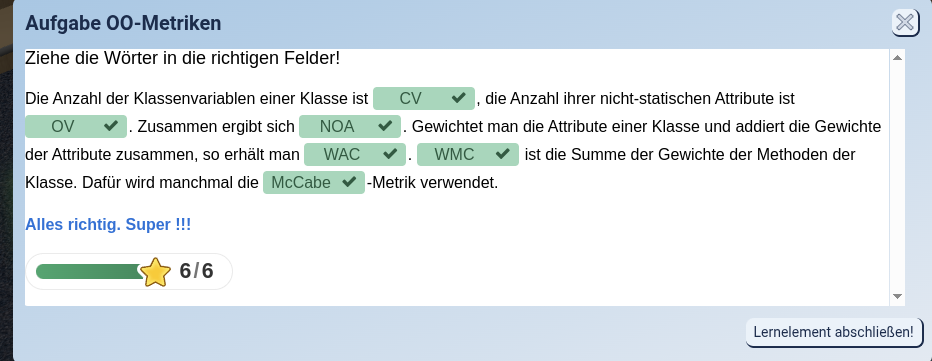 Aufgabe OO-Metriken
Ziehe die Wörter in die richtigen Felder!
Die Anzahl der Klassenvariablen einer Klasse ist CV, die Anzahl ihrer nicht-statischen Attribute ist
OV. Zusammen ergibt sich NOA. Gewichtet man die Attribute einer Klasse und addiert die Gewichte
der Attribute zusammen, so erhält man WAC. WMC ist die Summe der Gewichte der Methoden der
Klasse. Dafür wird manchmal die McCabe-Metrik verwendet.
Alles richtig. Super !!!
6/6
Lernelement abschließen!